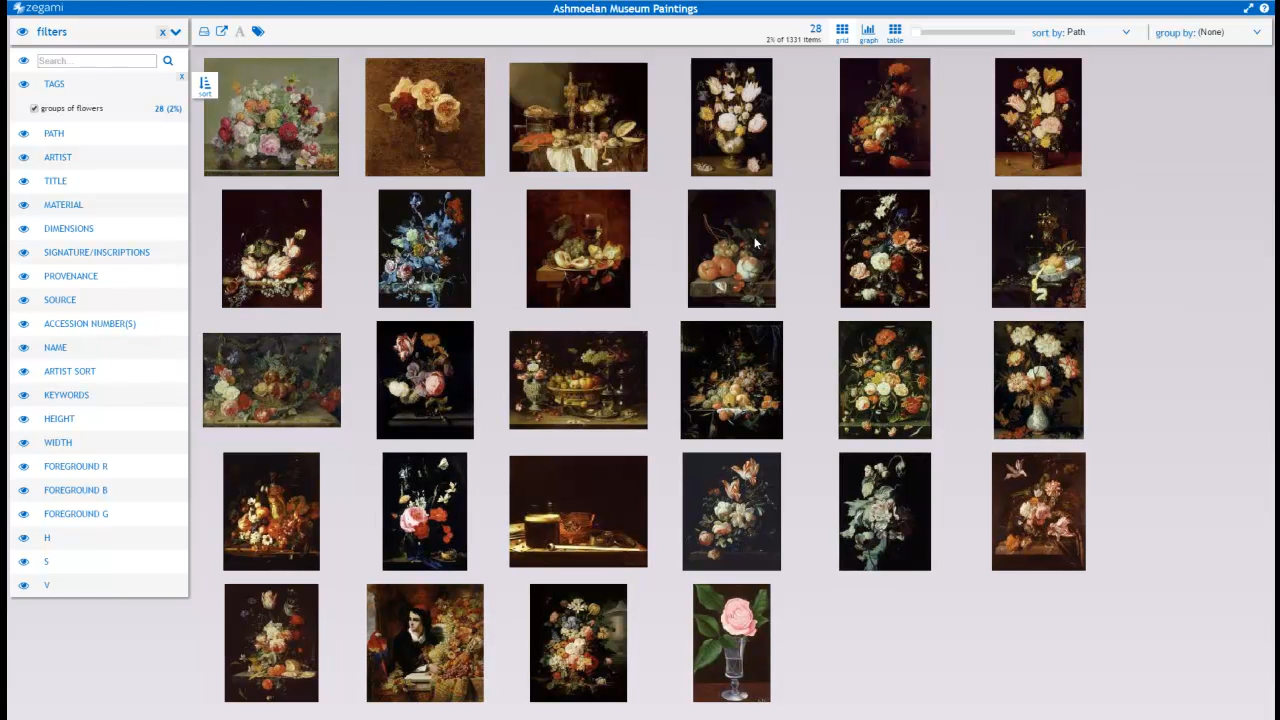 zegami
Ashmoelan Museum Paintings
filters
x
28
2% of 1331 items
grid
graph
table
sort by: Path
group by: (None)
Search...
sort
TAGS
x
groups of flowers 28 (2%)
PATH
ARTIST
TITLE
MATERIAL
DIMENSIONS
SIGNATURE/INSCRIPTIONS
PROVENANCE
SOURCE
ACCESSION NUMBER(S)
NAME
ARTIST SORT
KEYWORDS
HEIGHT
WIDTH
FOREGROUND R
FOREGROUND B
FOREGROUND G
H
S
V